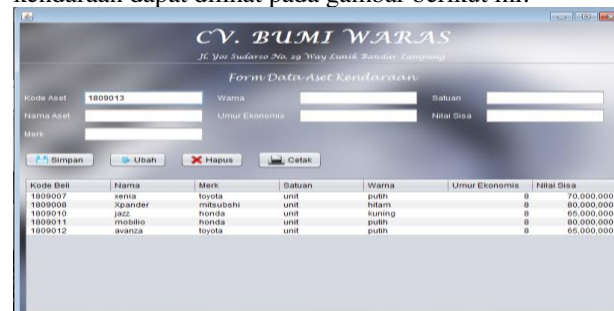 kendaraan dapat dilihat pada gambar berikut ini:
CV. BUMI WARAS
Jl. Yos Sudarso No. 29 Way Lunik Bandar Lampung
Form Data Aset Kendaraan
Kode Aset 1809013 Warna Satuan
Nama Aset Umur Ekonomis Nilai Sisa
Merk
Simpan Ubah Hapus Cetak
Kode Beli Nama Merk Satuan Warna Umur Ekonomis Nilai Sisa
1809007 xenia toyota unit putih 8 70,000,000
1809008 Xpander mitsubshi unit hitam 8 80,000,000
1809010 jazz honda unit kuning 8 65,000,000
1809011 mobilio honda unit putih 8 80,000,000
1809012 avanza toyota unit putih 8 65,000,000